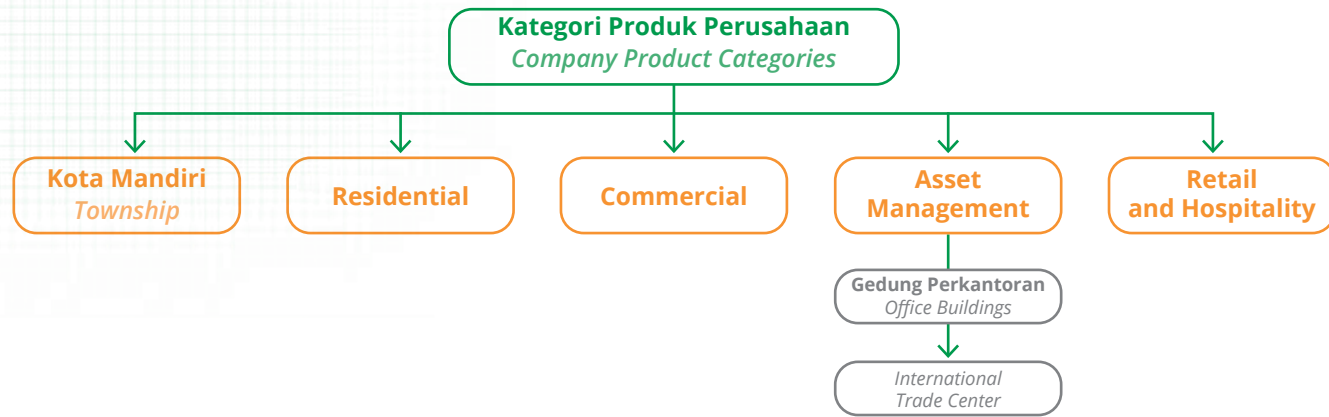 Kategori Produk Perusahaan
Company Product Categories
Kota Mandiri
Township
Residential
Commercial
Asset
Management
Retail
and Hospitality
Gedung Perkantoran
Office Buildings
International
Trade Center